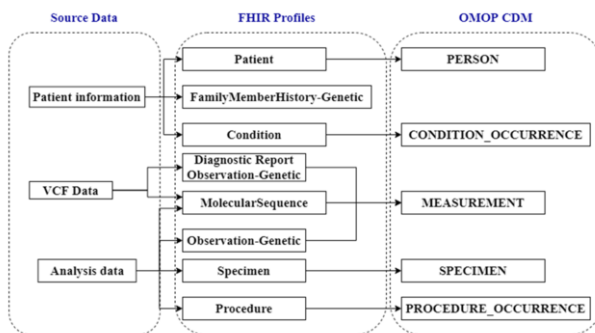 Source Data
FHIR Profiles
OMOP CDM
Patient
PERSON
Patient information
FamilyMemberHistory-Genetic
Condition
CONDITION_OCCURRENCE
Diagnostic Report
Observation-Genetic
VCF Data
MolecularSequence
MEASUREMENT
Observation-Genetic
Analysis data
Specimen
SPECIMEN
Procedure
PROCEDURE_OCCURRENCE